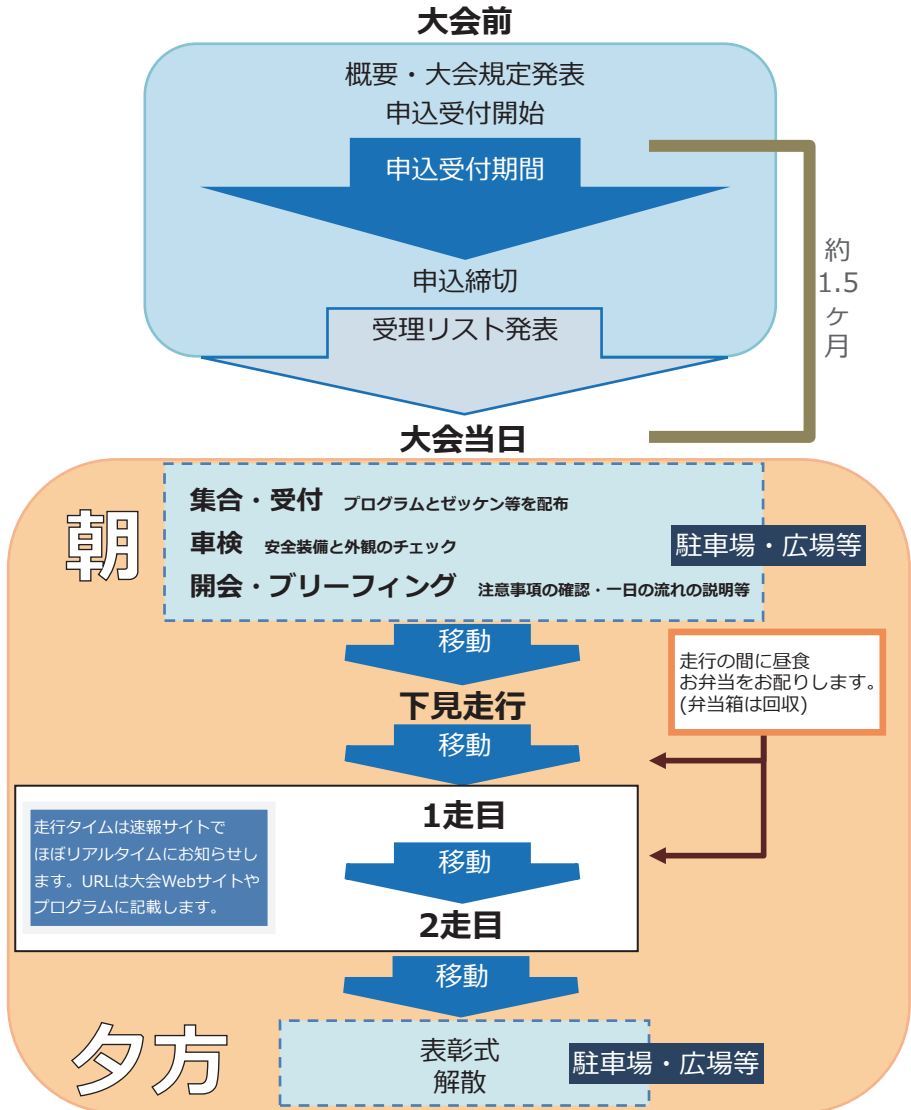 大会前
概要・大会規定発表
申込受付開始
申込受付期間
申込締切
受理リスト発表
約
1.5
ヶ
月
大会当日
朝
集合・受付 プログラムとゼッケン等を配布
車検 安全装備と外観のチェック
開会・ブリーフィング 注意事項の確認・一日の流れの説明等
駐車場・広場等
移動
走行の間に昼食
お弁当をお配りします。
(弁当箱は回収)
下見走行
移動
1走目
走行タイムは速報サイトで
ほぼリアルタイムにお知らせし
ます。URLは大会Webサイトや
プログラムに記載します。
移動
2走目
移動
夕方
表彰式
解散
駐車場・広場等